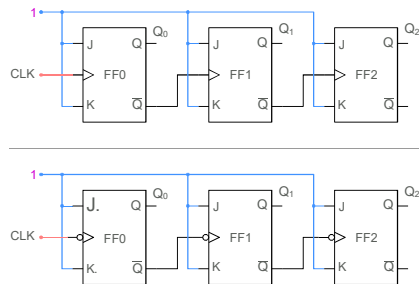 1
J Q Q0 J Q Q1 J Q Q2
CLK FF0 FF1 FF2
K Q̅ K Q̅ K Q̅
1
J. Q Q0 J Q Q1 J Q Q2
CLK FF0 FF1 FF2
K. Q̅ K Q̅ K Q̅